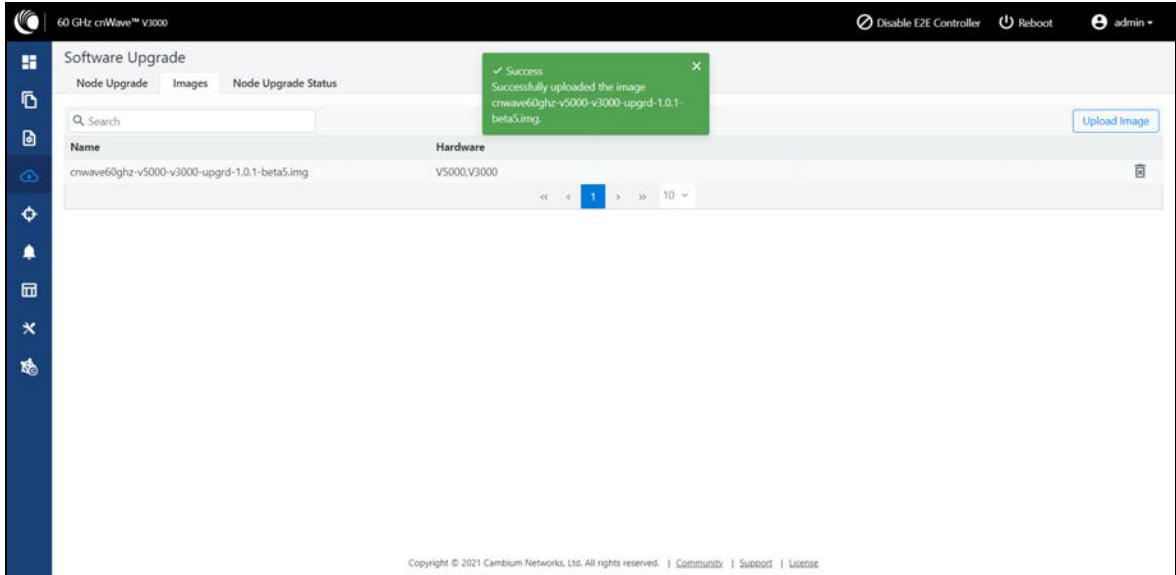 60 GHz cnWave™ V3000
Disable E2E Controller
Reboot
admin
Software Upgrade
Node Upgrade
Images
Node Upgrade Status
Success
Successfully uploaded the image
cnwave60ghz-v5000-v3000-upgrd-1.0.1-
beta5.img.
Search
Upload Image
Name
Hardware
cnwave60ghz-v5000-v3000-upgrd-1.0.1-beta5.img
V5000,V3000
« ‹ 1 › » 10
Copyright © 2021 Cambium Networks, Ltd. All rights reserved. | Community | Support | License